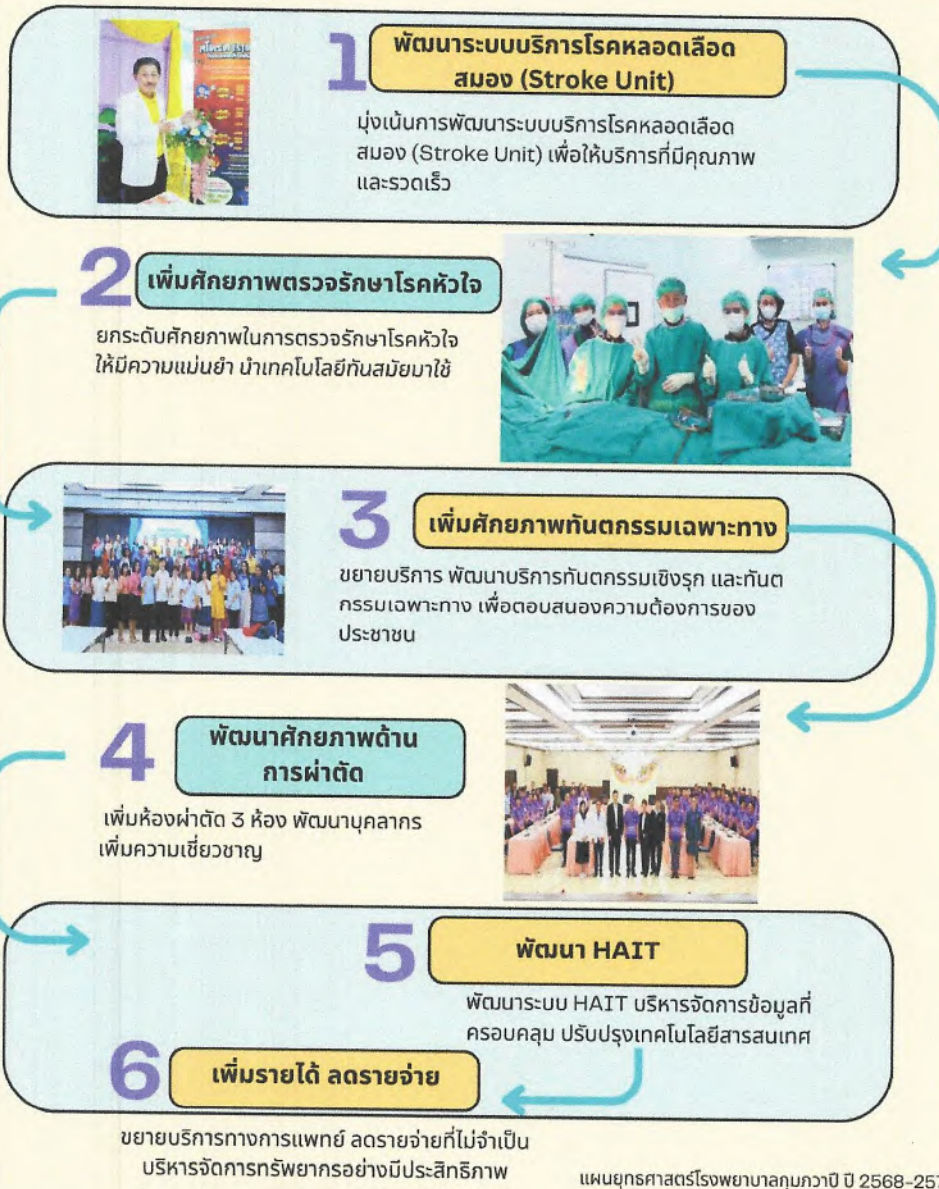 1
พัฒนาระบบบริการโรคหลอดเลือด
สมอง (Stroke Unit)
มุ่งเน้นการพัฒนาระบบบริการโรคหลอดเลือด
สมอง (Stroke Unit) เพื่อให้บริการที่มีคุณภาพ
และรวดเร็ว
2
เพิ่มศักยภาพตรวจรักษาโรคหัวใจ
ยกระดับศักยภาพในการตรวจรักษาโรคหัวใจ
ให้มีความแม่นยำ นำเทคโนโลยีทันสมัยมาใช้
3
เพิ่มศักยภาพทันตกรรมเฉพาะทาง
ขยายบริการ พัฒนาบริการทันตกรรมเชิงรุก และทันต
กรรมเฉพาะทาง เพื่อตอบสนองความต้องการของ
ประชาชน
4
พัฒนาศักยภาพด้าน
การผ่าตัด
เพิ่มห้องผ่าตัด 3 ห้อง พัฒนาบุคลากร
เพิ่มความเชี่ยวชาญ
5
พัฒนา HAIT
พัฒนาระบบ HAIT บริหารจัดการข้อมูลที่
ครอบคลุม ปรับปรุงเทคโนโลยีสารสนเทศ
6
เพิ่มรายได้ ลดรายจ่าย
ขยายบริการทางการแพทย์ ลดรายจ่ายที่ไม่จำเป็น
บริหารจัดการทรัพยากรอย่างมีประสิทธิภาพ
แผนยุทธศาสตร์โรงพยาบาลกุมภวาปี ปี 2568-257